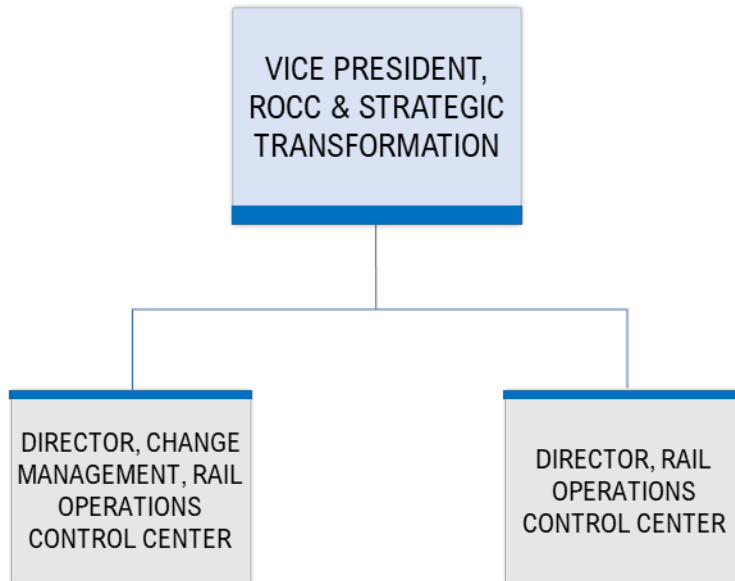 VICE PRESIDENT,
ROCC & STRATEGIC
TRANSFORMATION
DIRECTOR, CHANGE
MANAGEMENT, RAIL
OPERATIONS
CONTROL CENTER
DIRECTOR, RAIL
OPERATIONS
CONTROL CENTER